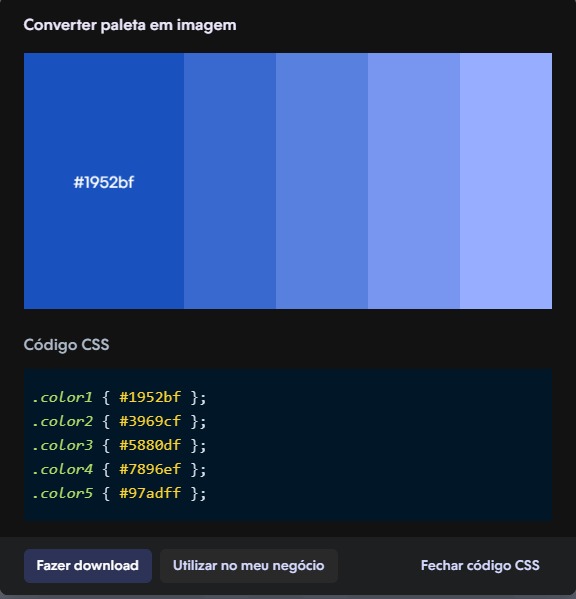 Converter paleta em imagem
#1952bf
Código CSS
.color1 { #1952bf };
.color2 { #3969cf };
.color3 { #5880df };
.color4 { #7896ef };
.color5 { #97adff };
Fazer download Utilizar no meu negócio Fechar código CSS